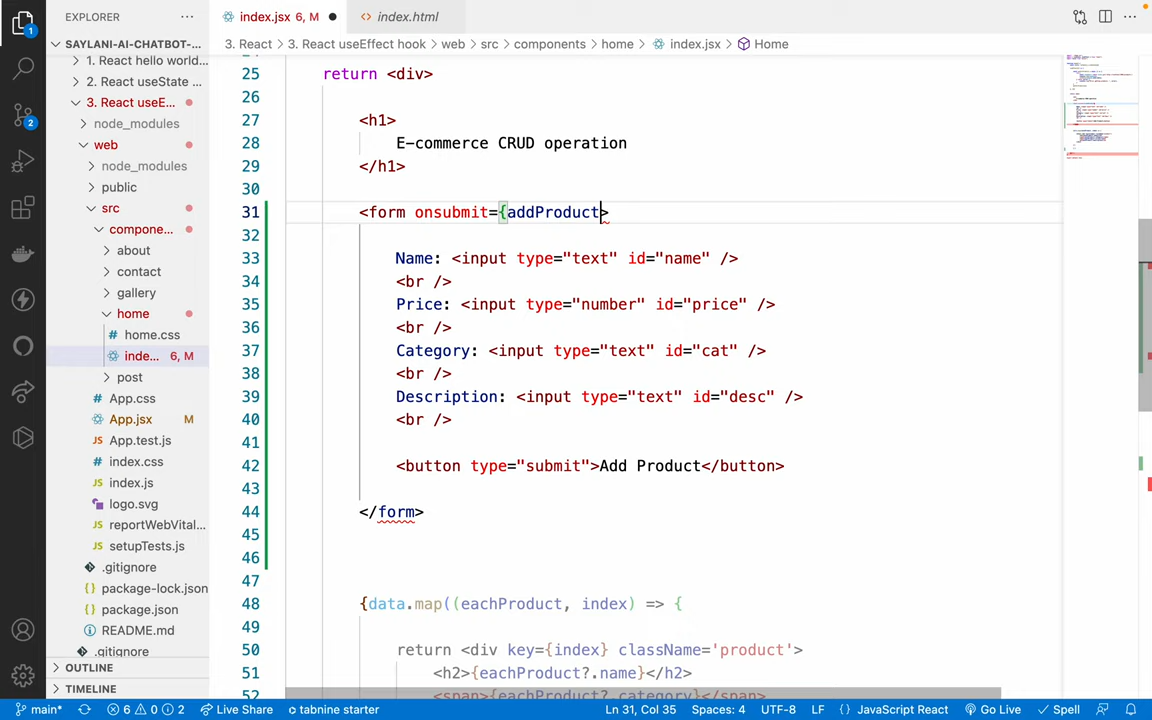 EXPLORER
index.jsx 6, M
index.html
SAYLANI-AI-CHATBOT-...
3. React > 3. React useEffect hook > web > src > components > home > index.jsx > Home
1. React hello world...
2. React useState ...
3. React useE...
node_modules
web
node_modules
public
src
compone...
about
contact
gallery
home
home.css
inde... 6, M
post
App.css
App.jsx M
App.test.js
index.css
index.js
logo.svg
reportWebVital...
setupTests.js
.gitignore
package-lock.json
package.json
README.md
.gitignore
OUTLINE
TIMELINE
1
2
25 return <div>
26
27 <h1>
28 E-commerce CRUD operation
29 </h1>
30
31 <form onsubmit={addProduct>
32
33 Name: <input type="text" id="name" />
34 <br />
35 Price: <input type="number" id="price" />
36 <br />
37 Category: <input type="text" id="cat" />
38 <br />
39 Description: <input type="text" id="desc" />
40 <br />
41
42 <button type="submit">Add Product</button>
43
44 </form>
45
46
47
48 {data.map((eachProduct, index) => {
49
50 return <div key={index} className='product'>
51 <h2>{eachProduct?.name}</h2>
52 <span>{eachProduct?.category}</span>
main* 6 0 2 Live Share tabnine starter Ln 31, Col 35 Spaces: 4 UTF-8 LF {} JavaScript React Go Live Spell